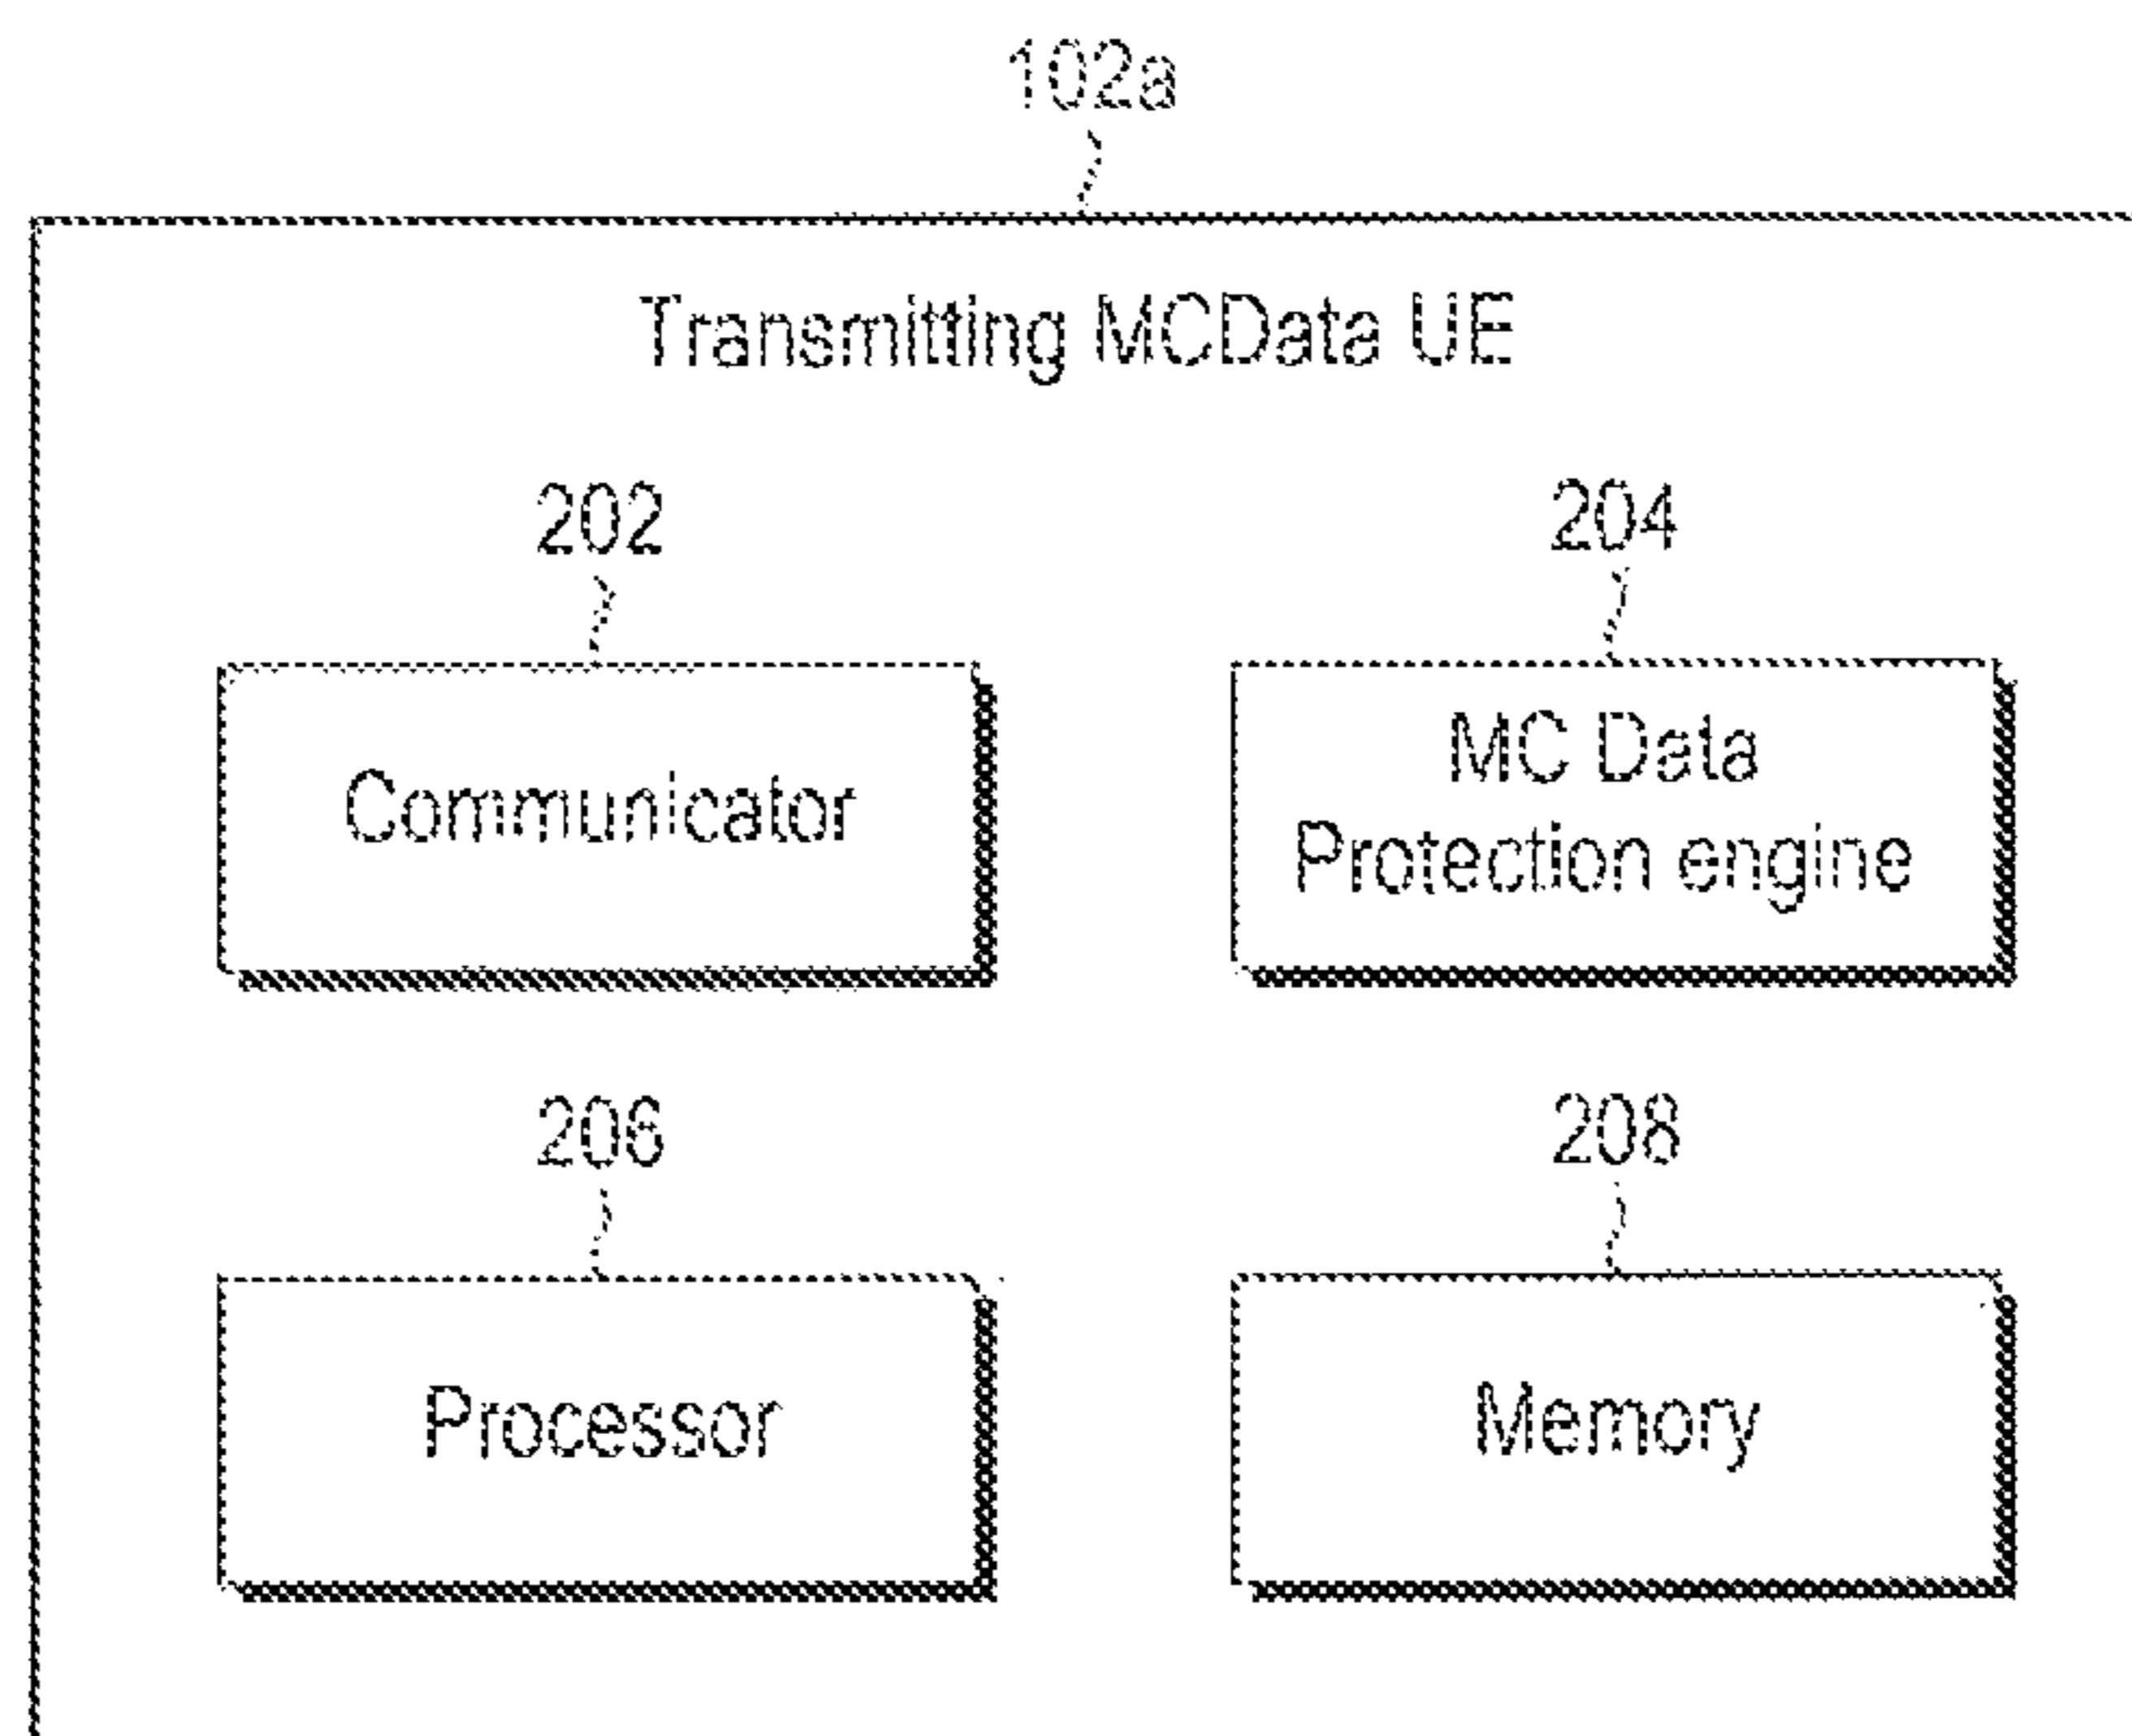 102a
Transmitting MCData UE
202
204
Communicator
MC Data
Protection engine
206
208
Processor
Memory